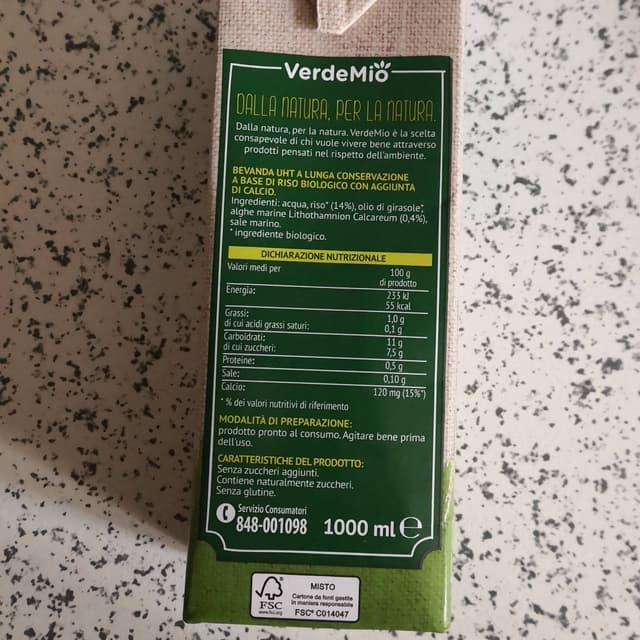 VerdeMio
DALLA NATURA, PER LA NATURA.
Dalla natura, per la natura. VerdeMio è la scelta
consapevole di chi vuole vivere bene attraverso
prodotti pensati nel rispetto dell'ambiente.
BEVANDA UHT A LUNGA CONSERVAZIONE
A BASE DI RISO BIOLOGICO CON AGGIUNTA
DI CALCIO.
Ingredienti: acqua, riso* (14%), olio di girasole*,
alghe marine Lithothamnion Calcareum (0,4%),
sale marino.
* ingrediente biologico.
DICHIARAZIONE NUTRIZIONALE
Valori medi per 100 g
di prodotto
Energia: 233 kJ
55 kcal
Grassi: 1,0 g
di cui acidi grassi saturi: 0,1 g
Carboidrati: 11 g
di cui zuccheri: 7,5 g
Proteine: 0,5 g
Sale: 0,10 g
Calcio: 120 mg (15%*)
* % dei valori nutritivi di riferimento
MODALITÀ DI PREPARAZIONE:
prodotto pronto al consumo. Agitare bene prima
dell'uso.
CARATTERISTICHE DEL PRODOTTO:
Senza zuccheri aggiunti.
Contiene naturalmente zuccheri.
Senza glutine.
Servizio Consumatori
848-001098 1000 ml e
FSC
www.fsc.org
MISTO
Cartone da fonti gestite
in maniera responsabile
FSC® C014047